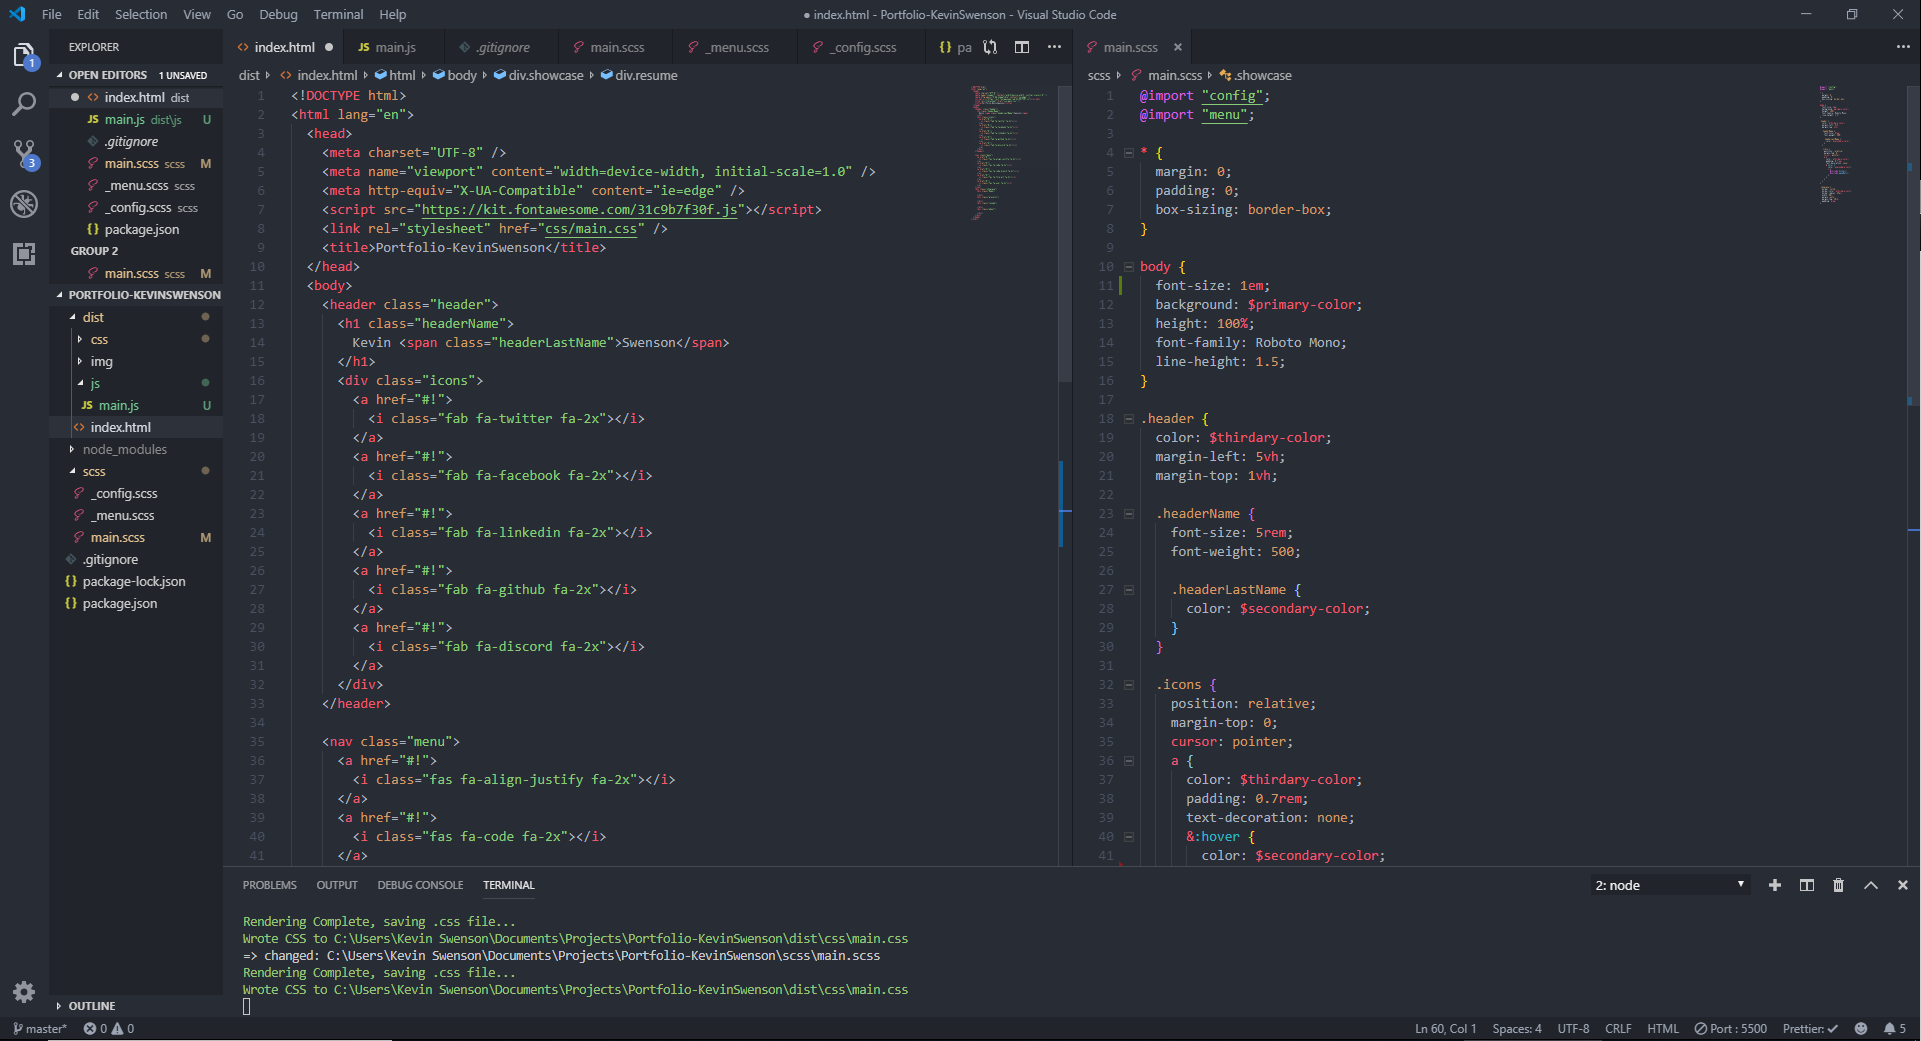 File Edit Selection View Go Debug Terminal Help
● index.html - Portfolio-KevinSwenson - Visual Studio Code
EXPLORER
OPEN EDITORS 1 UNSAVED
index.html dist
JS main.js dist\js U
.gitignore
main.scss scss M
_menu.scss scss
_config.scss scss
{} package.json
GROUP 2
main.scss scss M
PORTFOLIO-KEVINSWENSON
dist
css
img
js
JS main.js U
index.html
node_modules
scss
_config.scss
_menu.scss
main.scss M
.gitignore
{} package-lock.json
{} package.json
OUTLINE
1
3
index.html JS main.js .gitignore main.scss _menu.scss _config.scss {} pa
dist index.html html body div.showcase div.resume
1 <!DOCTYPE html>
2 <html lang="en">
3 <head>
4 <meta charset="UTF-8" />
5 <meta name="viewport" content="width=device-width, initial-scale=1.0" />
6 <meta http-equiv="X-UA-Compatible" content="ie=edge" />
7 <script src="https://kit.fontawesome.com/31c9b7f30f.js"></script>
8 <link rel="stylesheet" href="css/main.css" />
9 <title>Portfolio-KevinSwenson</title>
10 </head>
11 <body>
12 <header class="header">
13 <h1 class="headerName">
14 Kevin <span class="headerLastName">Swenson</span>
15 </h1>
16 <div class="icons">
17 <a href="#!">
18 <i class="fab fa-twitter fa-2x"></i>
19 </a>
20 <a href="#!">
21 <i class="fab fa-facebook fa-2x"></i>
22 </a>
23 <a href="#!">
24 <i class="fab fa-linkedin fa-2x"></i>
25 </a>
26 <a href="#!">
27 <i class="fab fa-github fa-2x"></i>
28 </a>
29 <a href="#!">
30 <i class="fab fa-discord fa-2x"></i>
31 </a>
32 </div>
33 </header>
34
35 <nav class="menu">
36 <a href="#!">
37 <i class="fas fa-align-justify fa-2x"></i>
38 </a>
39 <a href="#!">
40 <i class="fas fa-code fa-2x"></i>
41 </a>
main.scss
scss main.scss .showcase
1 @import "config";
2 @import "menu";
3
4 * {
5 margin: 0;
6 padding: 0;
7 box-sizing: border-box;
8 }
9
10 body {
11 font-size: 1em;
12 background: $primary-color;
13 height: 100%;
14 font-family: Roboto Mono;
15 line-height: 1.5;
16 }
17
18 .header {
19 color: $thirdary-color;
20 margin-left: 5vh;
21 margin-top: 1vh;
22
23 .headerName {
24 font-size: 5rem;
25 font-weight: 500;
26
27 .headerLastName {
28 color: $secondary-color;
29 }
30 }
31
32 .icons {
33 position: relative;
34 margin-top: 0;
35 cursor: pointer;
36 a {
37 color: $thirdary-color;
38 padding: 0.7rem;
39 text-decoration: none;
40 &:hover {
41 color: $secondary-color;
PROBLEMS OUTPUT DEBUG CONSOLE TERMINAL
2: node
Rendering Complete, saving .css file...
Wrote CSS to C:\Users\Kevin Swenson\Documents\Projects\Portfolio-KevinSwenson\dist\css\main.css
=> changed: C:\Users\Kevin Swenson\Documents\Projects\Portfolio-KevinSwenson\scss\main.scss
Rendering Complete, saving .css file...
Wrote CSS to C:\Users\Kevin Swenson\Documents\Projects\Portfolio-KevinSwenson\dist\css\main.css
master* 0 0
Ln 60, Col 1 Spaces: 4 UTF-8 CRLF HTML Port : 5500 Prettier: ✓ 5